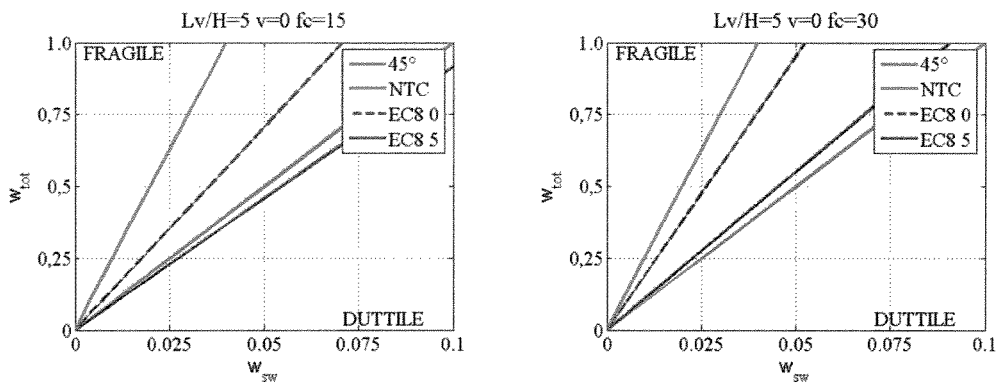 Lv/H=5 v=0 fc=15
1.0
FRAGILE
45°
NTC
EC8 0
EC8 5
0,75
0,5
0,25
0
w_tot
DUTTILE
0
0.025
0.05
0.075
0.1
w_sw
Lv/H=5 v=0 fc=30
1.0
FRAGILE
45°
NTC
EC8 0
EC8 5
0,75
0,5
0,25
0
w_tot
DUTTILE
0
0.025
0.05
0.075
0.1
w_sw